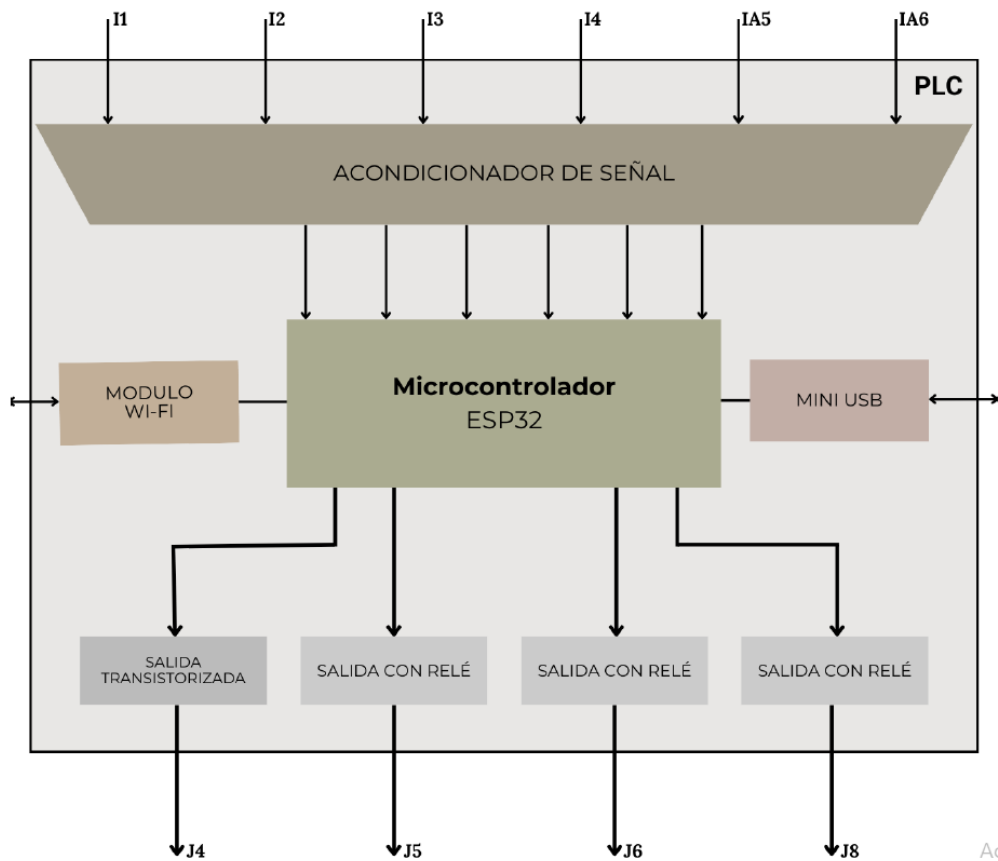 I1 I2 I3 I4 IA5 IA6
PLC
ACONDICIONADOR DE SEÑAL
MODULO
WI-FI
Microcontrolador
ESP32
MINI USB
SALIDA
TRANSISTORIZADA
SALIDA CON RELÉ
SALIDA CON RELÉ
SALIDA CON RELÉ
J4 J5 J6 J8